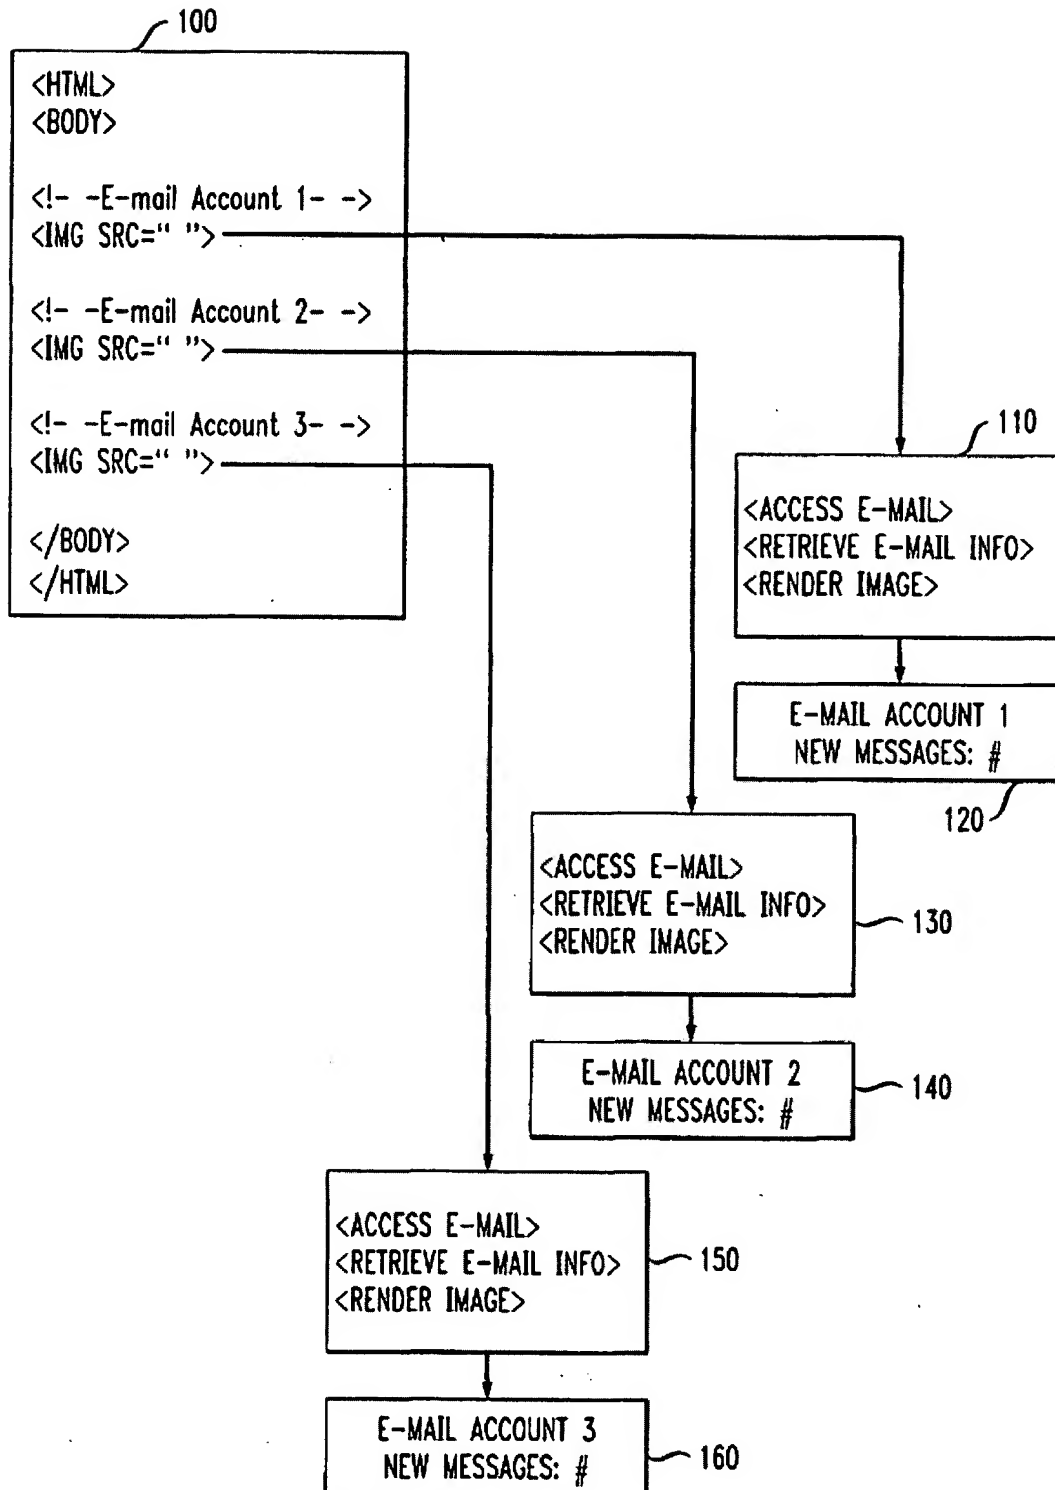 100
<HTML>
<BODY>
<!- -E-mail Account 1- ->
<IMG SRC=“ ”>
<!- -E-mail Account 2- ->
<IMG SRC=“ ”>
<!- -E-mail Account 3- ->
<IMG SRC=“ ”>
</BODY>
</HTML>
110
<ACCESS E-MAIL>
<RETRIEVE E-MAIL INFO>
<RENDER IMAGE>
E-MAIL ACCOUNT 1
NEW MESSAGES: #
120
<ACCESS E-MAIL>
<RETRIEVE E-MAIL INFO>
<RENDER IMAGE>
130
E-MAIL ACCOUNT 2
NEW MESSAGES: #
140
<ACCESS E-MAIL>
<RETRIEVE E-MAIL INFO>
<RENDER IMAGE>
150
E-MAIL ACCOUNT 3
NEW MESSAGES: #
160